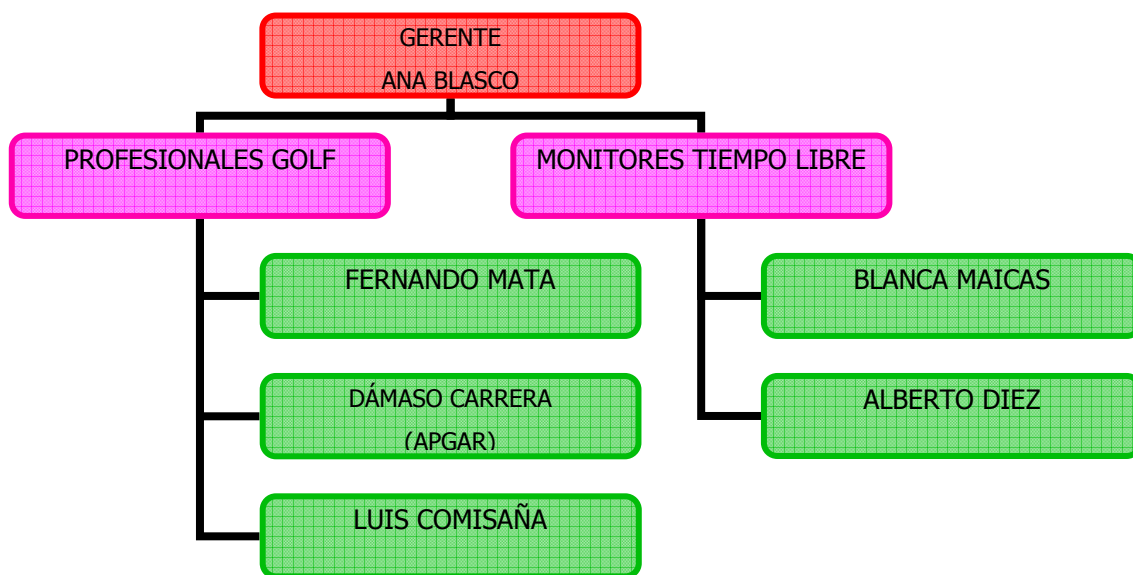 GERENTE
ANA BLASCO
PROFESIONALES GOLF
MONITORES TIEMPO LIBRE
FERNANDO MATA
BLANCA MAICAS
DÁMASO CARRERA
(APGAR)
ALBERTO DIEZ
LUIS COMISAÑA